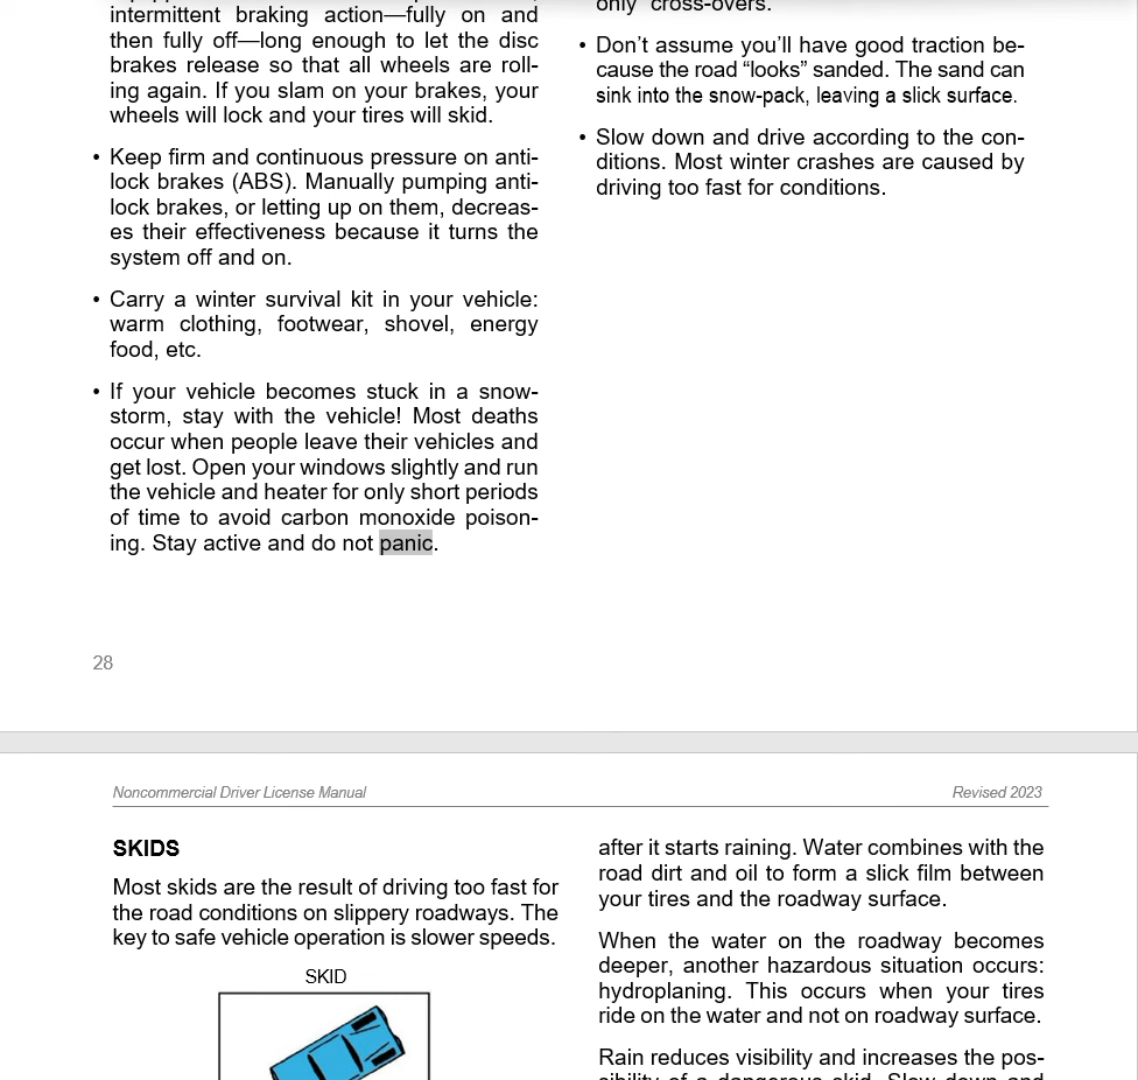 intermittent braking action—fully on and
then fully off—long enough to let the disc
brakes release so that all wheels are roll-
ing again. If you slam on your brakes, your
wheels will lock and your tires will skid.
• Keep firm and continuous pressure on anti-
lock brakes (ABS). Manually pumping anti-
lock brakes, or letting up on them, decreas-
es their effectiveness because it turns the
system off and on.
• Carry a winter survival kit in your vehicle:
warm clothing, footwear, shovel, energy
food, etc.
• If your vehicle becomes stuck in a snow-
storm, stay with the vehicle! Most deaths
occur when people leave their vehicles and
get lost. Open your windows slightly and run
the vehicle and heater for only short periods
of time to avoid carbon monoxide poison-
ing. Stay active and do not panic.
only cross-overs.
• Don’t assume you’ll have good traction be-
cause the road “looks” sanded. The sand can
sink into the snow-pack, leaving a slick surface.
• Slow down and drive according to the con-
ditions. Most winter crashes are caused by
driving too fast for conditions.
28
Noncommercial Driver License Manual
Revised 2023
SKIDS
Most skids are the result of driving too fast for
the road conditions on slippery roadways. The
key to safe vehicle operation is slower speeds.
SKID
after it starts raining. Water combines with the
road dirt and oil to form a slick film between
your tires and the roadway surface.
When the water on the roadway becomes
deeper, another hazardous situation occurs:
hydroplaning. This occurs when your tires
ride on the water and not on roadway surface.
Rain reduces visibility and increases the pos-
sibility of a dangerous skid. Slow down and